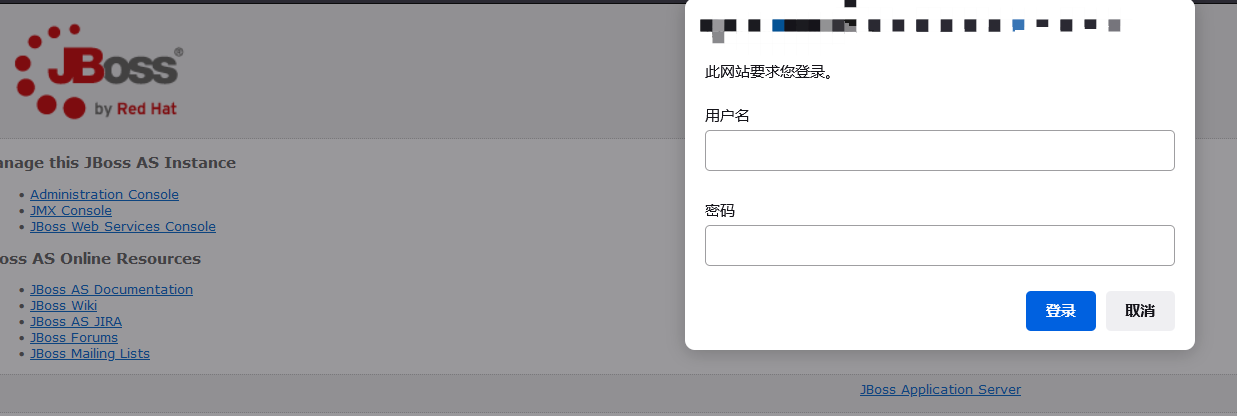 JBoss®
by Red Hat
nage this JBoss AS Instance
Administration Console
JMX Console
JBoss Web Services Console
oss AS Online Resources
JBoss AS Documentation
JBoss Wiki
JBoss AS JIRA
JBoss Forums
JBoss Mailing Lists
JBoss Application Server
此网站要求您登录。
用户名
密码
登录 取消